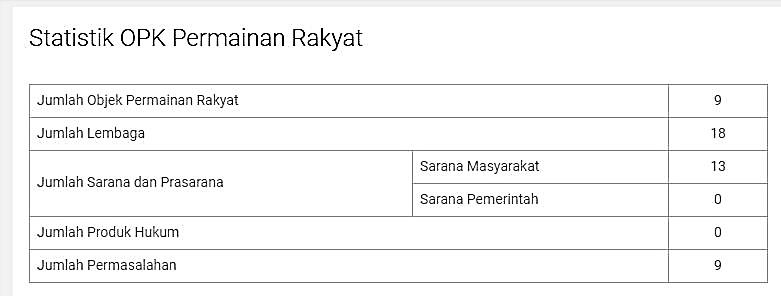 Statistik OPK Permainan Rakyat
Jumlah Objek Permainan Rakyat 9
Jumlah Lembaga 18
Jumlah Sarana dan Prasarana Sarana Masyarakat 13
Sarana Pemerintah 0
Jumlah Produk Hukum 0
Jumlah Permasalahan 9